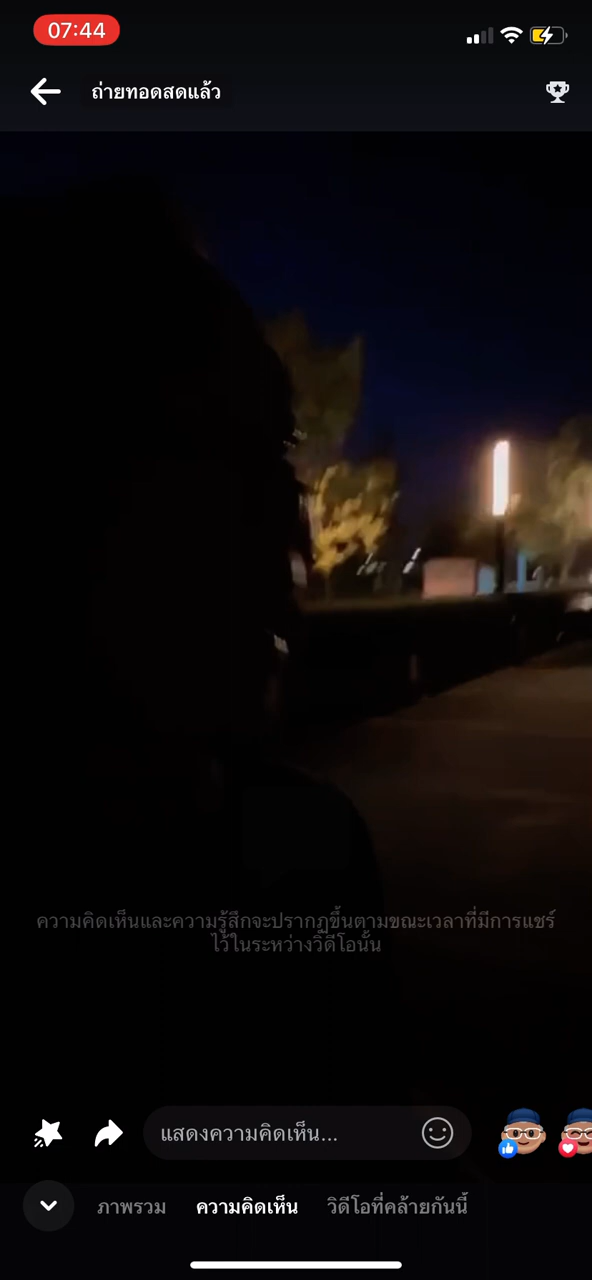 07:44
ถ่ายทอดสดแล้ว
ความคิดเห็นและความรู้สึกจะปรากฏขึ้นตามขณะเวลาที่มีการแชร์
ไว้ในระหว่างวิดีโอนั้น
แสดงความคิดเห็น...
ภาพรวม ความคิดเห็น วิดีโอที่คล้ายกันนี้